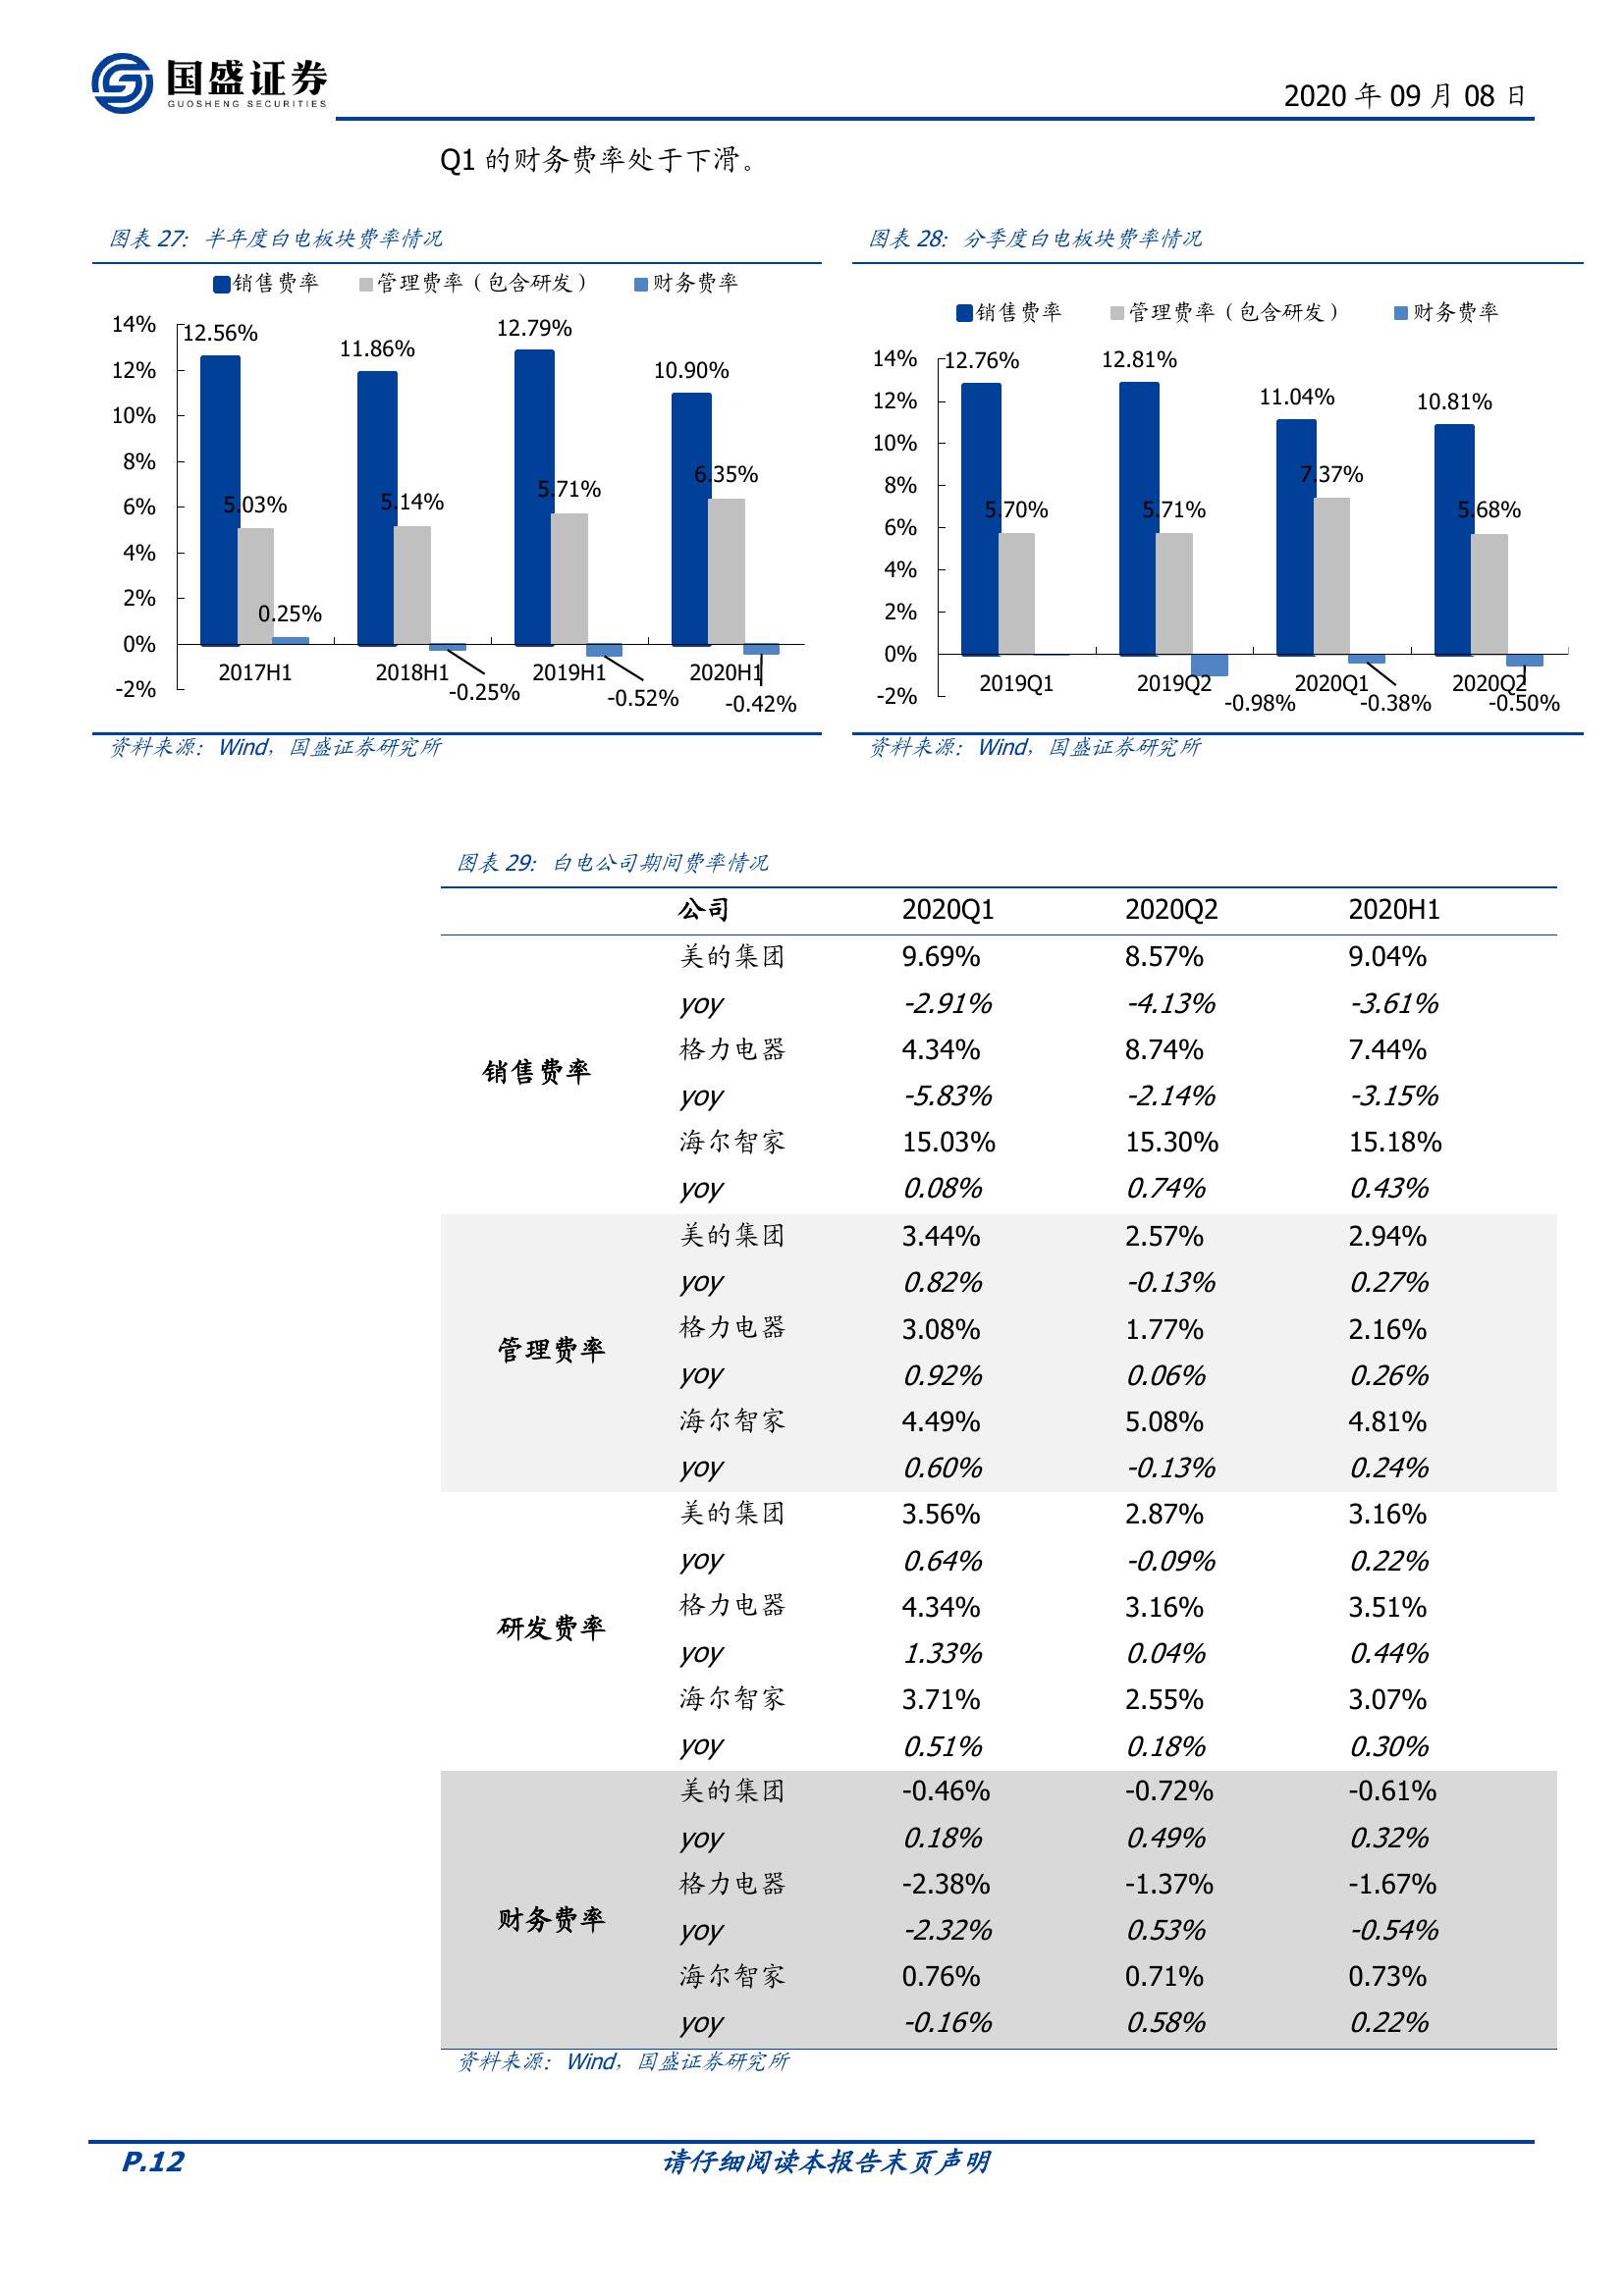 国盛证券
GUOSHENG SECURITIES
2020 年 09 月 08 日
Q1 的财务费率处于下滑。
图表 27：半年度白电板块费率情况
销售费率 管理费率（包含研发） 财务费率
14%
12%
10%
8%
6%
4%
2%
0%
-2%
12.56% 11.86% 12.79% 10.90%
5.03% 5.14% 5.71% 6.35%
0.25% -0.25% -0.52% -0.42%
2017H1 2018H1 2019H1 2020H1
资料来源：Wind，国盛证券研究所
图表 28：分季度白电板块费率情况
销售费率 管理费率（包含研发） 财务费率
14%
12%
10%
8%
6%
4%
2%
0%
-2%
12.76% 12.81% 11.04% 10.81%
5.70% 5.71% 7.37% 5.68%
-0.98% -0.38% -0.50%
2019Q1 2019Q2 2020Q1 2020Q2
资料来源：Wind，国盛证券研究所
图表 29：白电公司期间费率情况
公司 2020Q1 2020Q2 2020H1
销售费率
美的集团 9.69% 8.57% 9.04%
yoy -2.91% -4.13% -3.61%
格力电器 4.34% 8.74% 7.44%
yoy -5.83% -2.14% -3.15%
海尔智家 15.03% 15.30% 15.18%
yoy 0.08% 0.74% 0.43%
管理费率
美的集团 3.44% 2.57% 2.94%
yoy 0.82% -0.13% 0.27%
格力电器 3.08% 1.77% 2.16%
yoy 0.92% 0.06% 0.26%
海尔智家 4.49% 5.08% 4.81%
yoy 0.60% -0.13% 0.24%
研发费率
美的集团 3.56% 2.87% 3.16%
yoy 0.64% -0.09% 0.22%
格力电器 4.34% 3.16% 3.51%
yoy 1.33% 0.04% 0.44%
海尔智家 3.71% 2.55% 3.07%
yoy 0.51% 0.18% 0.30%
财务费率
美的集团 -0.46% -0.72% -0.61%
yoy 0.18% 0.49% 0.32%
格力电器 -2.38% -1.37% -1.67%
yoy -2.32% 0.53% -0.54%
海尔智家 0.76% 0.71% 0.73%
yoy -0.16% 0.58% 0.22%
资料来源：Wind，国盛证券研究所
P.12 请仔细阅读本报告末页声明